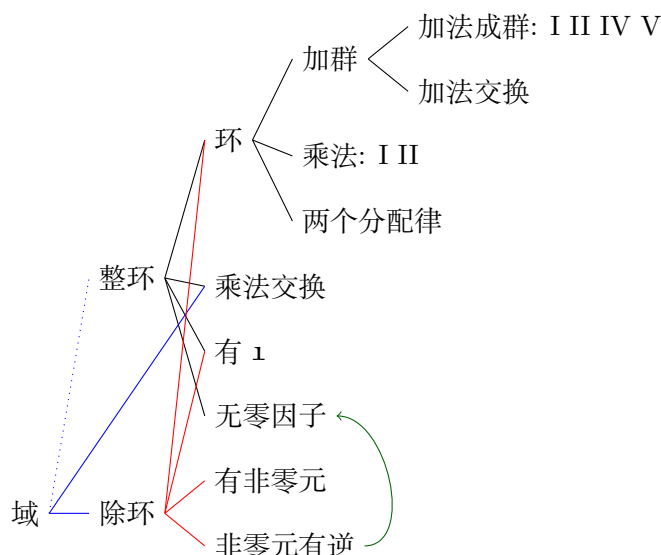 加法成群: I II IV V
加群
加法交换
环
乘法: I II
两个分配律
整环
乘法交换
有 1
无零因子
有非零元
域
除环
非零元有逆